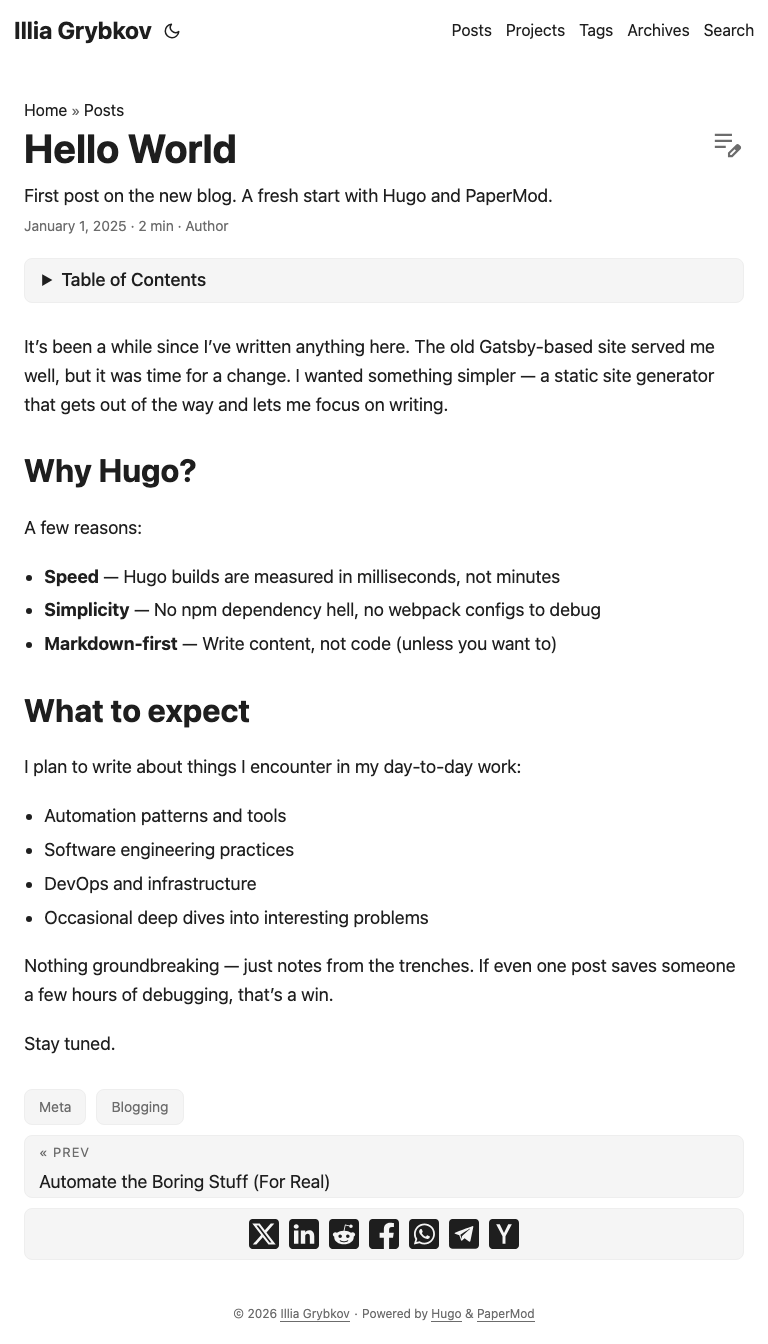 Illia Grybkov
Posts Projects Tags Archives Search
Home » Posts
Hello World
First post on the new blog. A fresh start with Hugo and PaperMod.
January 1, 2025 · 2 min · Author
Table of Contents
It’s been a while since I’ve written anything here. The old Gatsby-based site served me
well, but it was time for a change. I wanted something simpler — a static site generator
that gets out of the way and lets me focus on writing.
Why Hugo?
A few reasons:
• Speed — Hugo builds are measured in milliseconds, not minutes
• Simplicity — No npm dependency hell, no webpack configs to debug
• Markdown-first — Write content, not code (unless you want to)
What to expect
I plan to write about things I encounter in my day-to-day work:
• Automation patterns and tools
• Software engineering practices
• DevOps and infrastructure
• Occasional deep dives into interesting problems
Nothing groundbreaking — just notes from the trenches. If even one post saves someone
a few hours of debugging, that’s a win.
Stay tuned.
Meta Blogging
« PREV
Automate the Boring Stuff (For Real)
© 2026 Illia Grybkov · Powered by Hugo & PaperMod